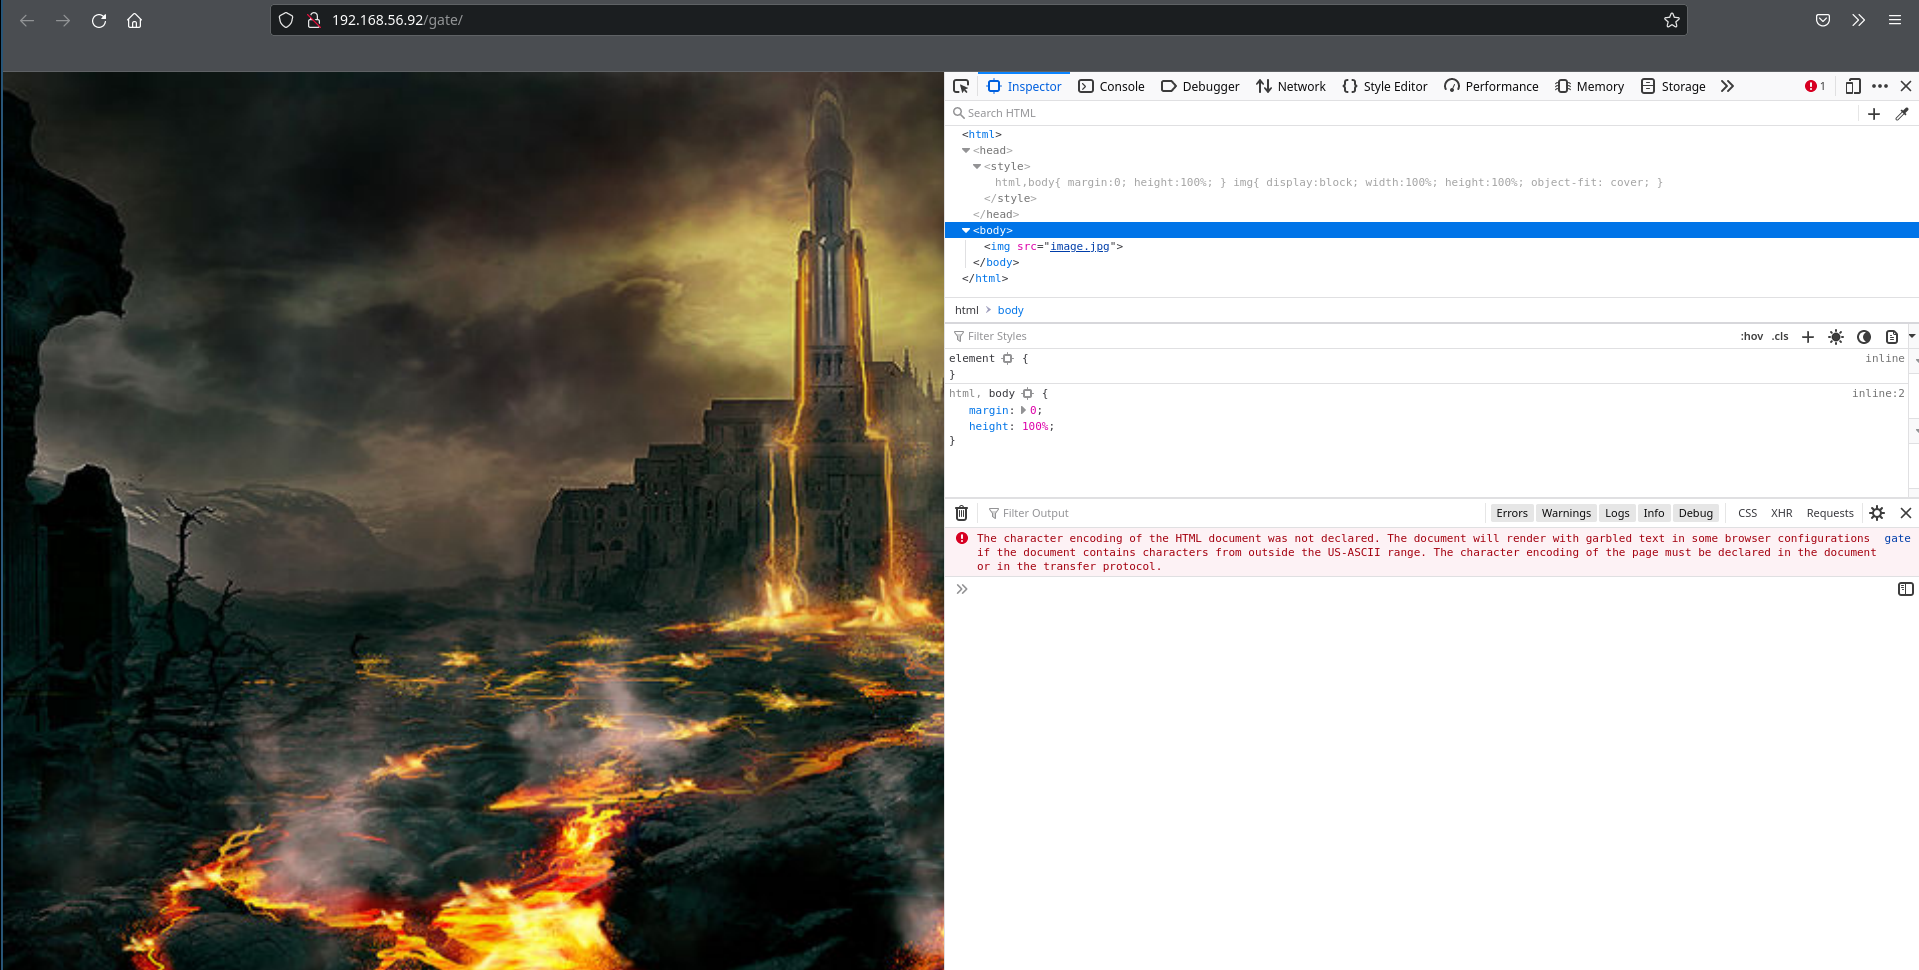 192.168.56.92/gate/
Inspector Console Debugger Network Style Editor Performance Memory Storage 1
Search HTML
<html>
<head>
<style>
html,body{ margin:0; height:100%; } img{ display:block; width:100%; height:100%; object-fit: cover; }
</style>
</head>
<body>
<img src="image.jpg">
</body>
</html>
html body
Filter Styles :hov .cls
element { inline
}
html, body { inline:2
margin: 0;
height: 100%;
}
Filter Output Errors Warnings Logs Info Debug CSS XHR Requests
The character encoding of the HTML document was not declared. The document will render with garbled text in some browser configurations gate
if the document contains characters from outside the US-ASCII range. The character encoding of the page must be declared in the document
or in the transfer protocol.